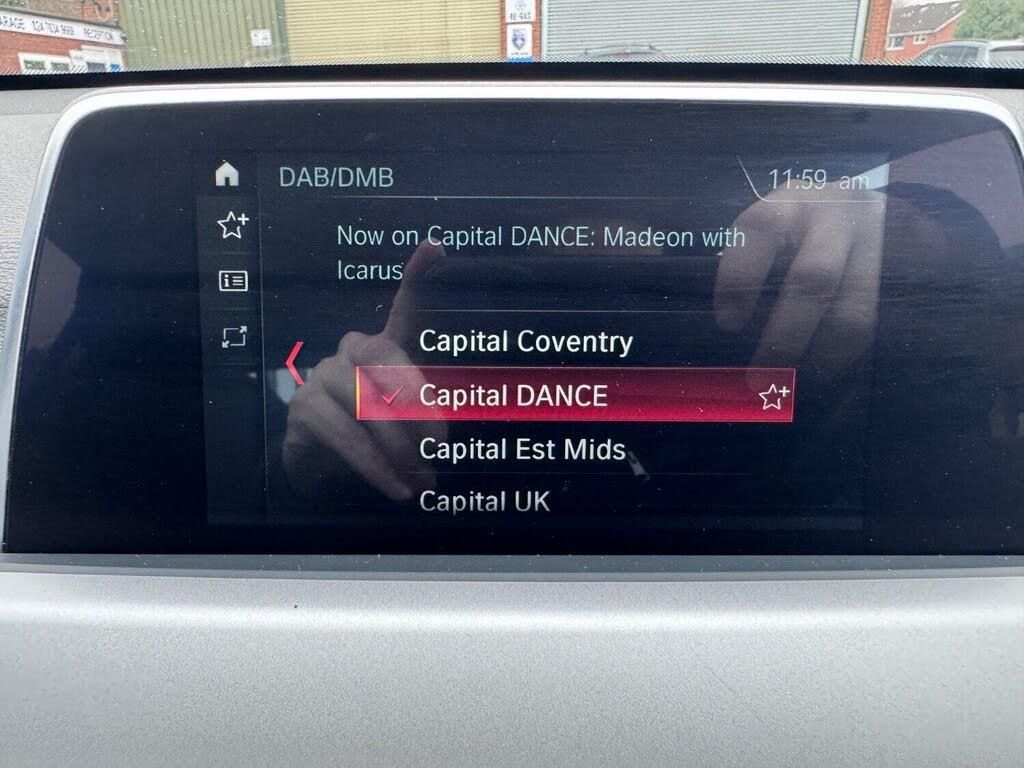 DAB/DMB
11:59 am
Now on Capital DANCE: Madeon with
Icarus
Capital Coventry
Capital DANCE
Capital Est Mids
Capital UK